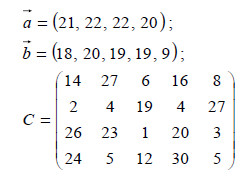 a⃗ = (21, 22, 22, 20);
b⃗ = (18, 20, 19, 19, 9);
C = (14 27 6 16 8
2 4 19 4 27
26 23 1 20 3
24 5 12 30 5)